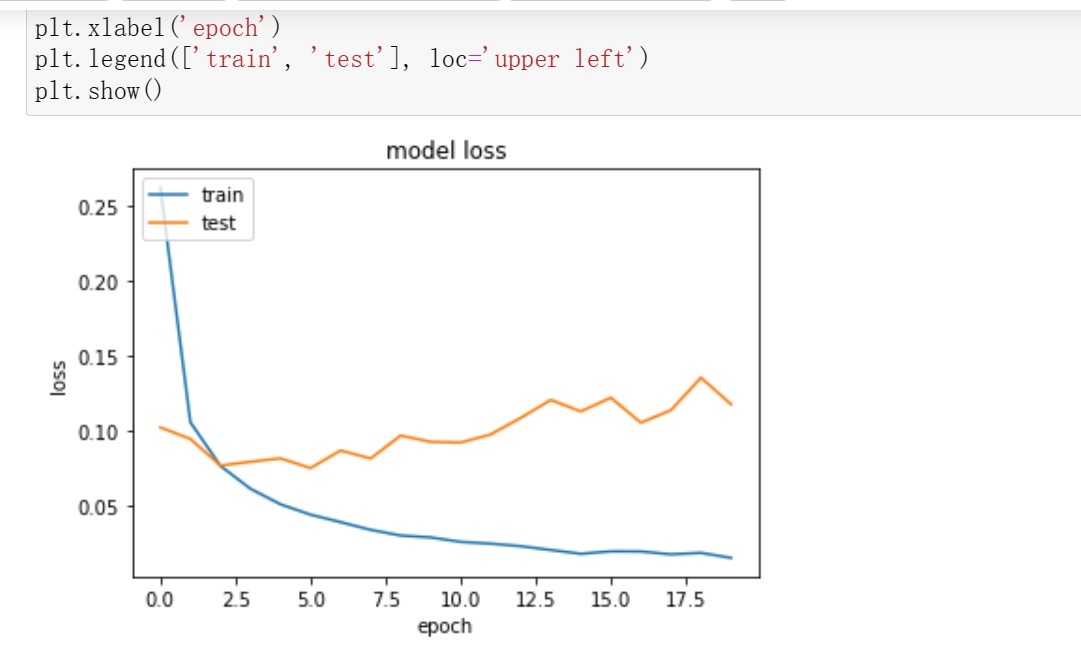 plt.xlabel('epoch')
plt.legend(['train', 'test'], loc='upper left')
plt.show()
model loss
train
test
0.25
0.20
0.15
0.10
0.05
loss
0.0 2.5 5.0 7.5 10.0 12.5 15.0 17.5
epoch